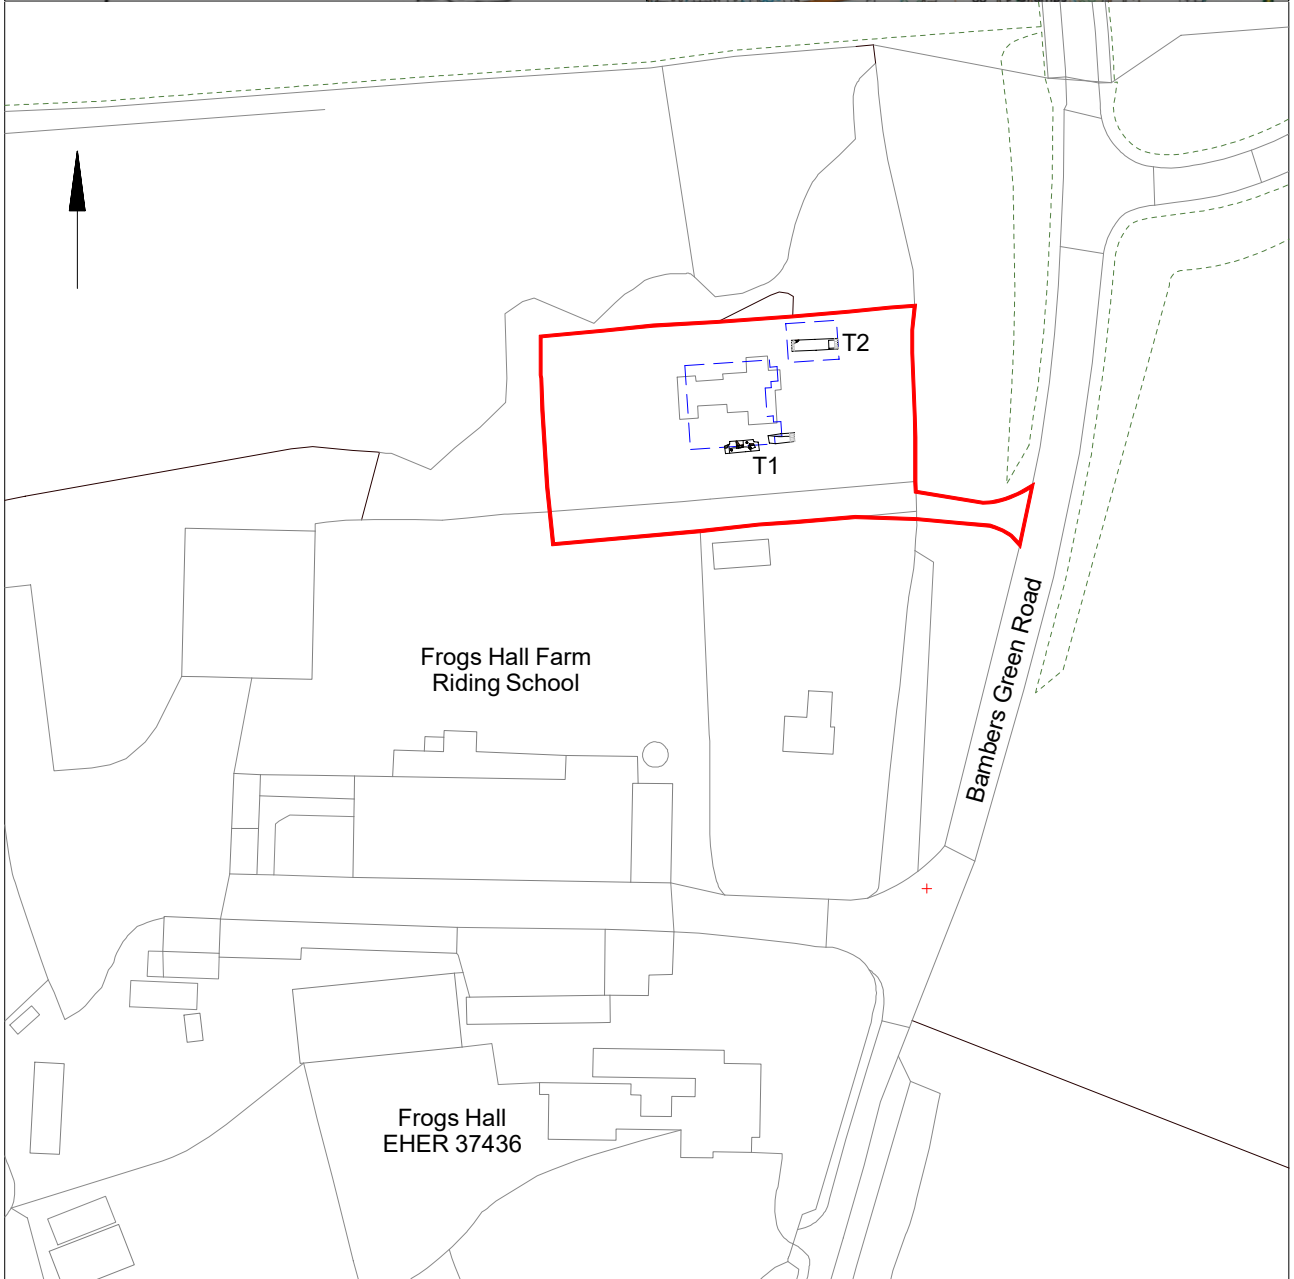 T2
T1
Frogs Hall Farm
Riding School
Bambers Green Road
Frogs Hall
EHER 37436